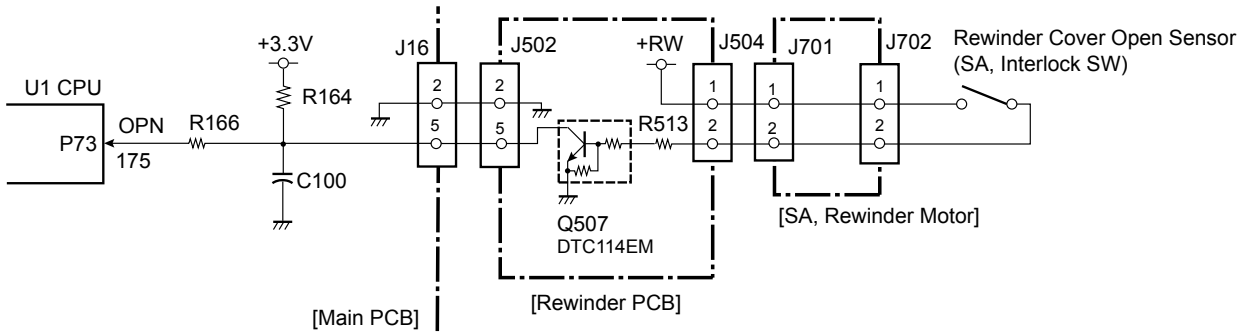 +3.3V
J16
J502
+RW
J504
J701
J702
Rewinder Cover Open Sensor
(SA, Interlock SW)
U1 CPU
R164
2
2
1
1
1
P73
OPN
175
R166
5
5
R513
2
2
2
C100
Q507
DTC114EM
[SA, Rewinder Motor]
[Rewinder PCB]
[Main PCB]